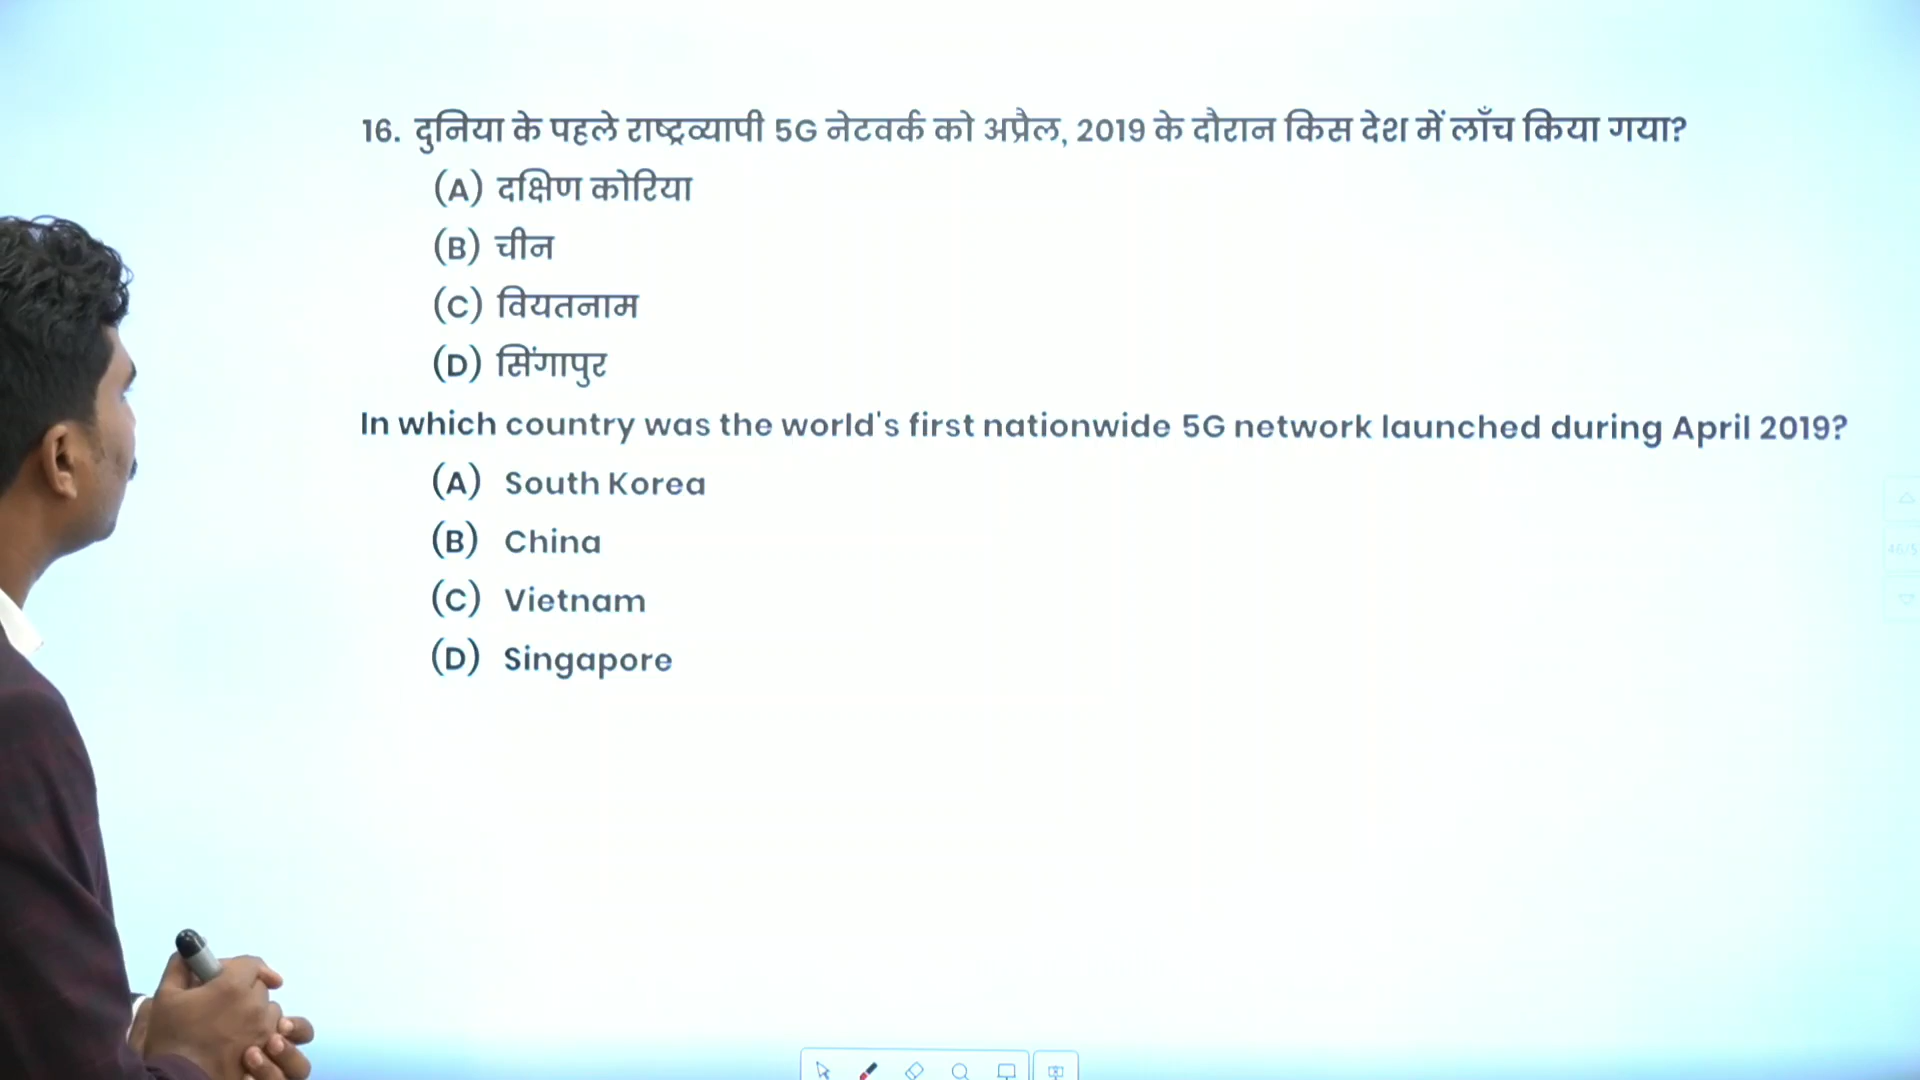 16. दुनिया के पहले राष्ट्रव्यापी 5G नेटवर्क को अप्रैल, 2019 के दौरान किस देश में लाँच किया गया?
(A) दक्षिण कोरिया
(B) चीन
(C) वियतनाम
(D) सिंगापुर
In which country was the world's first nationwide 5G network launched during April 2019?
(A) South Korea
(B) China
(C) Vietnam
(D) Singapore